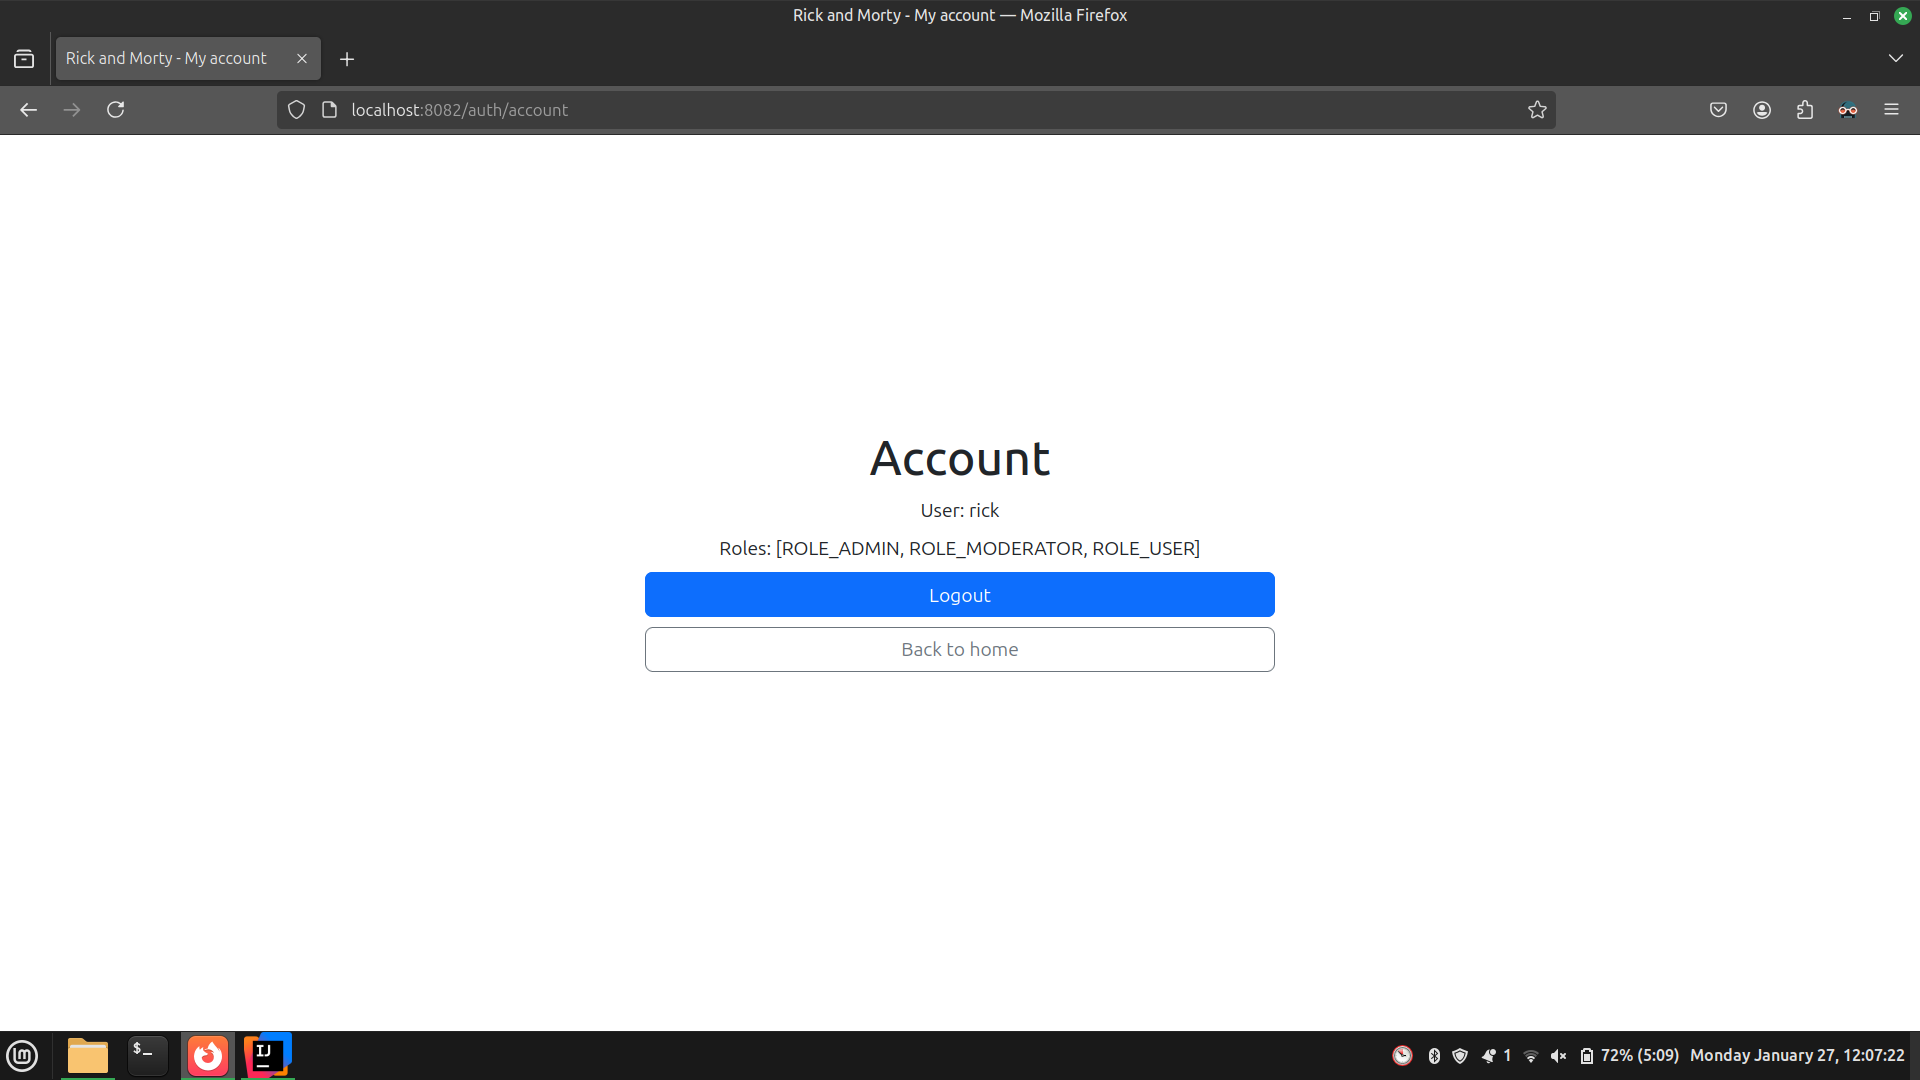 Rick and Morty - My account — Mozilla Firefox
Rick and Morty - My account
localhost:8082/auth/account
Account
User: rick
Roles: [ROLE_ADMIN, ROLE_MODERATOR, ROLE_USER]
Logout
Back to home
$_
IJ
1
72% (5:09)
Monday January 27, 12:07:22